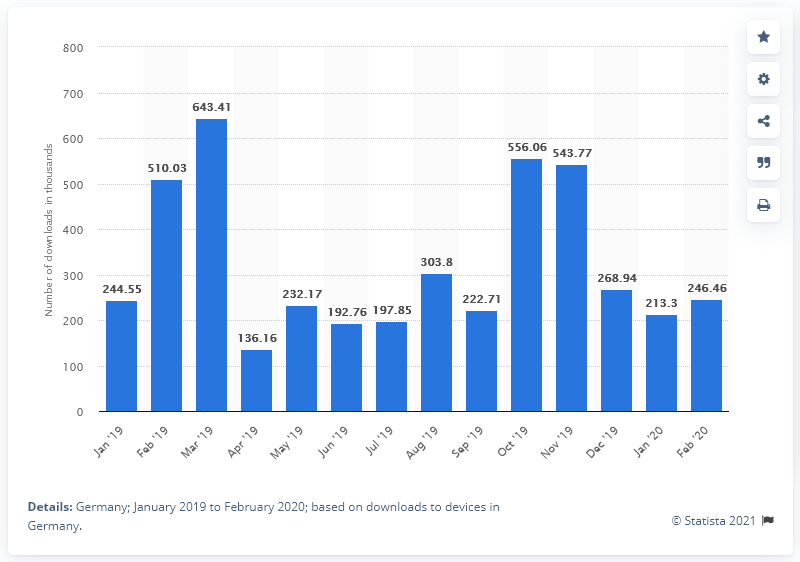 800
700
600
500
400
300
200
100
0
Number of downloads in thousands
244.55
510.03
643.41
136.16
232.17
192.76
197.85
303.8
222.71
556.06
543.77
268.94
213.3
246.46
Jan '19
Feb '19
Mar '19
Apr '19
May '19
Jun '19
Jul '19
Aug '19
Sep '19
Oct '19
Nov '19
Dec '19
Jan '20
Feb '20
Details: Germany; January 2019 to February 2020; based on downloads to devices in
Germany.
© Statista 2021